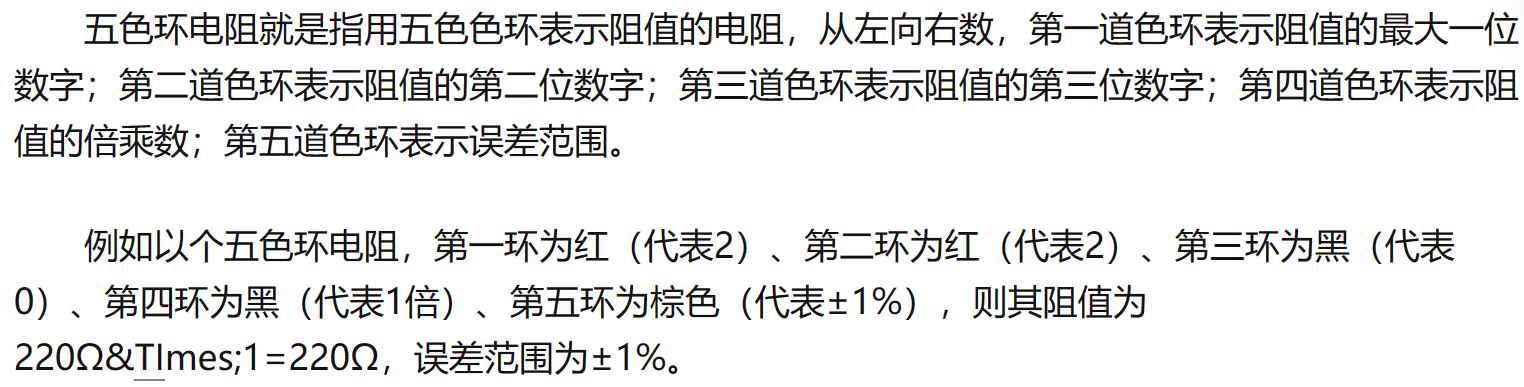 五色环电阻就是指用五色色环表示阻值的电阻，从左向右数，第一道色环表示阻值的最大一位
数字；第二道色环表示阻值的第二位数字；第三道色环表示阻值的第三位数字；第四道色环表示阻
值的倍乘数；第五道色环表示误差范围。
例如以个五色环电阻，第一环为红（代表2）、第二环为红（代表2）、第三环为黑（代表
0）、第四环为黑（代表1倍）、第五环为棕色（代表±1%），则其阻值为
220Ω&TImes;1=220Ω，误差范围为±1%。